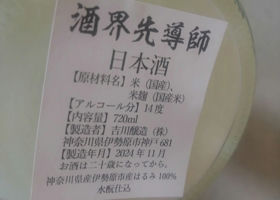 酒界先導師
日本酒
【原材料名】米（国産）、
米麹（国産米）
【アルコール分】14度
【内容量】720ml
【製造者】吉川醸造（株）
神奈川県伊勢原市神戸681
【製造年月】2024年11月
お酒は二十歳になってから。
神奈川県産伊勢原市産はるみ100%
水酛仕込